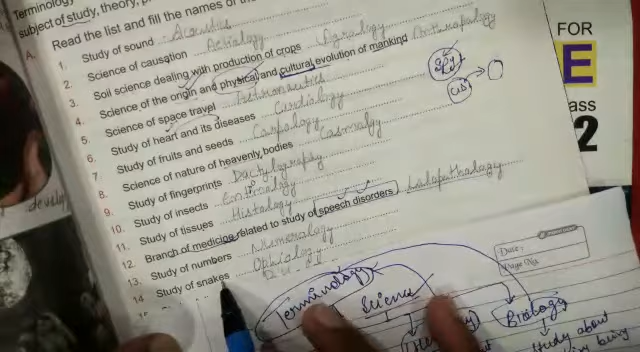 Terminology
subject of study, theory,
A. Read the list and fill the names of the
1. Study of sound Acoustics
2. Science of causation Aetiology
3. Soil science dealing with production of crops Agrology
4. Science of the origin and physical and cultural evolution of mankind
5. Science of space travel Astronautics
6. Study of heart and its diseases Cardiology
7. Study of fruits and seeds Carpology
8. Science of nature of heavenly bodies
9. Study of fingerprints Dactylography
10. Study of insects
11. Study of tissues Histology
12. Branch of medicine related to study of speech disorders
13. Study of numbers Numerology
14 Study of snakes Ophiology
FOR
E
ass
2
develop
Date:
Page No.
Terminology
Science
Biology
study about
being